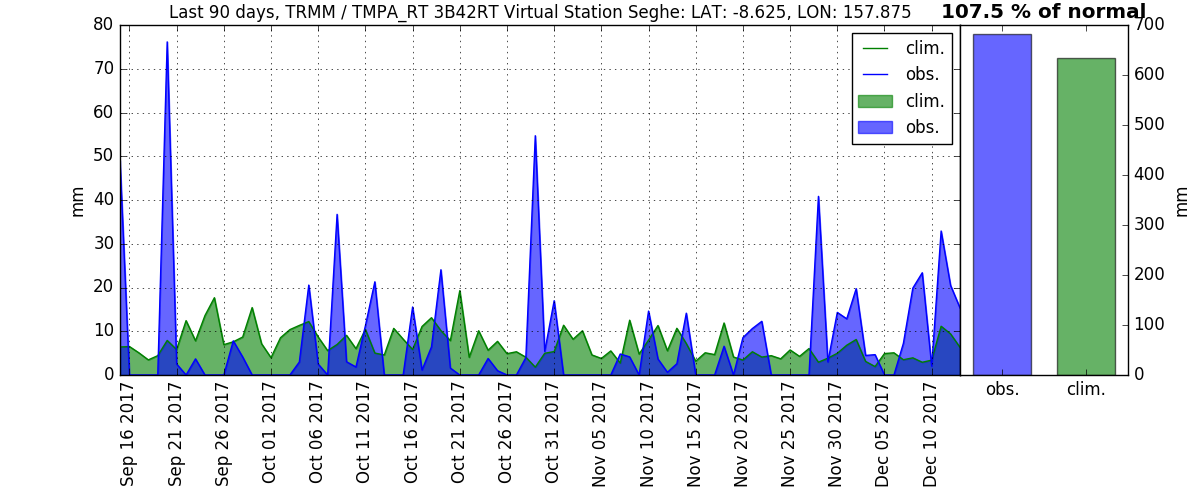 Last 90 days, TRMM / TMPA_RT 3B42RT Virtual Station Seghe: LAT: -8.625, LON: 157.875
107.5 % of normal
80
70
60
50
40
30
20
10
0
mm
clim.
obs.
clim.
obs.
700
600
500
400
300
200
100
0
mm
obs.
clim.
Sep 16 2017
Sep 21 2017
Sep 26 2017
Oct 01 2017
Oct 06 2017
Oct 11 2017
Oct 16 2017
Oct 21 2017
Oct 26 2017
Oct 31 2017
Nov 05 2017
Nov 10 2017
Nov 15 2017
Nov 20 2017
Nov 25 2017
Nov 30 2017
Dec 05 2017
Dec 10 2017